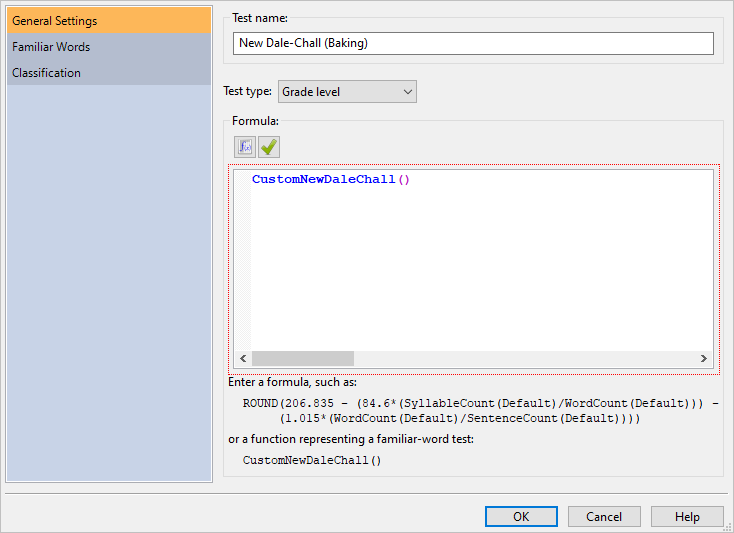 General Settings
Familiar Words
Classification
Test name:
New Dale-Chall (Baking)
Test type:
Grade level
Formula:
f(x)
CustomNewDaleChall()
Enter a formula, such as:
ROUND(206.835 - (84.6*(SyllableCount(Default)/WordCount(Default))) -
(1.015*(WordCount(Default)/SentenceCount(Default))))
or a function representing a familiar-word test:
CustomNewDaleChall()
OK
Cancel
Help